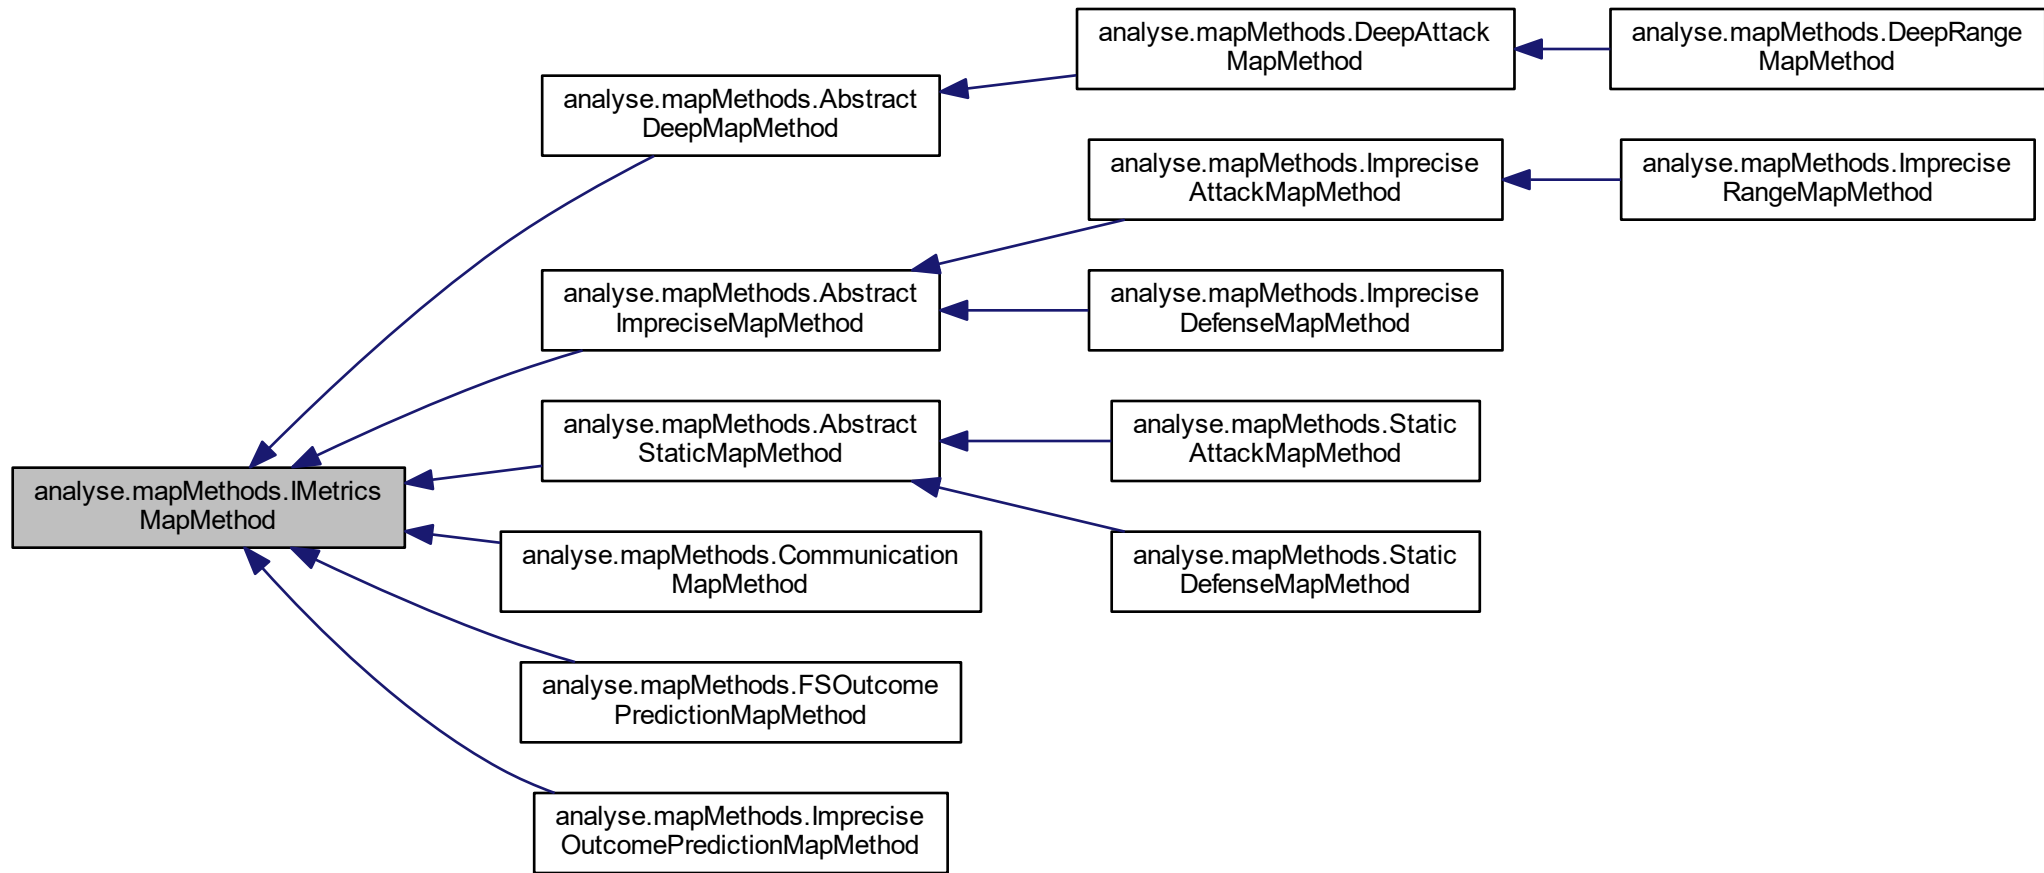 analyse.mapMethods.DeepAttack
MapMethod
analyse.mapMethods.DeepRange
MapMethod
analyse.mapMethods.Abstract
DeepMapMethod
analyse.mapMethods.Imprecise
AttackMapMethod
analyse.mapMethods.Imprecise
RangeMapMethod
analyse.mapMethods.Abstract
ImpreciseMapMethod
analyse.mapMethods.Imprecise
DefenseMapMethod
analyse.mapMethods.Abstract
StaticMapMethod
analyse.mapMethods.Static
AttackMapMethod
analyse.mapMethods.IMetrics
MapMethod
analyse.mapMethods.Communication
MapMethod
analyse.mapMethods.Static
DefenseMapMethod
analyse.mapMethods.FSOutcome
PredictionMapMethod
analyse.mapMethods.Imprecise
OutcomePredictionMapMethod